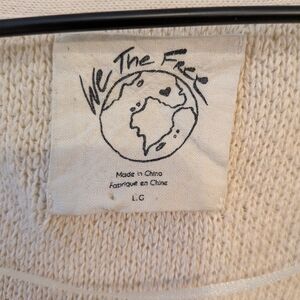 We The Free
Made in China
Fabriqué en Chine
LG